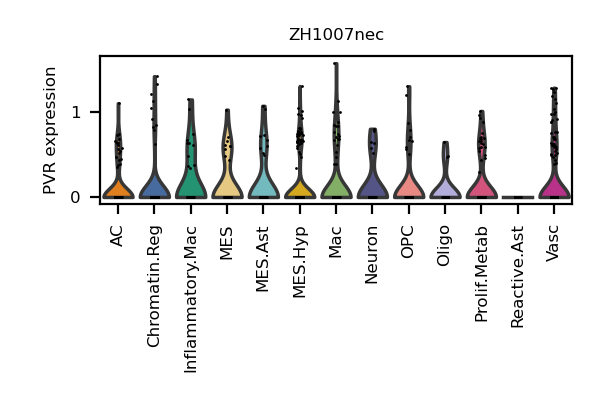 ZH1007nec
PVR expression
1
0
AC
Chromatin.Reg
Inflammatory.Mac
MES
MES.Ast
MES.Hyp
Mac
Neuron
OPC
Oligo
Prolif.Metab
Reactive.Ast
Vasc